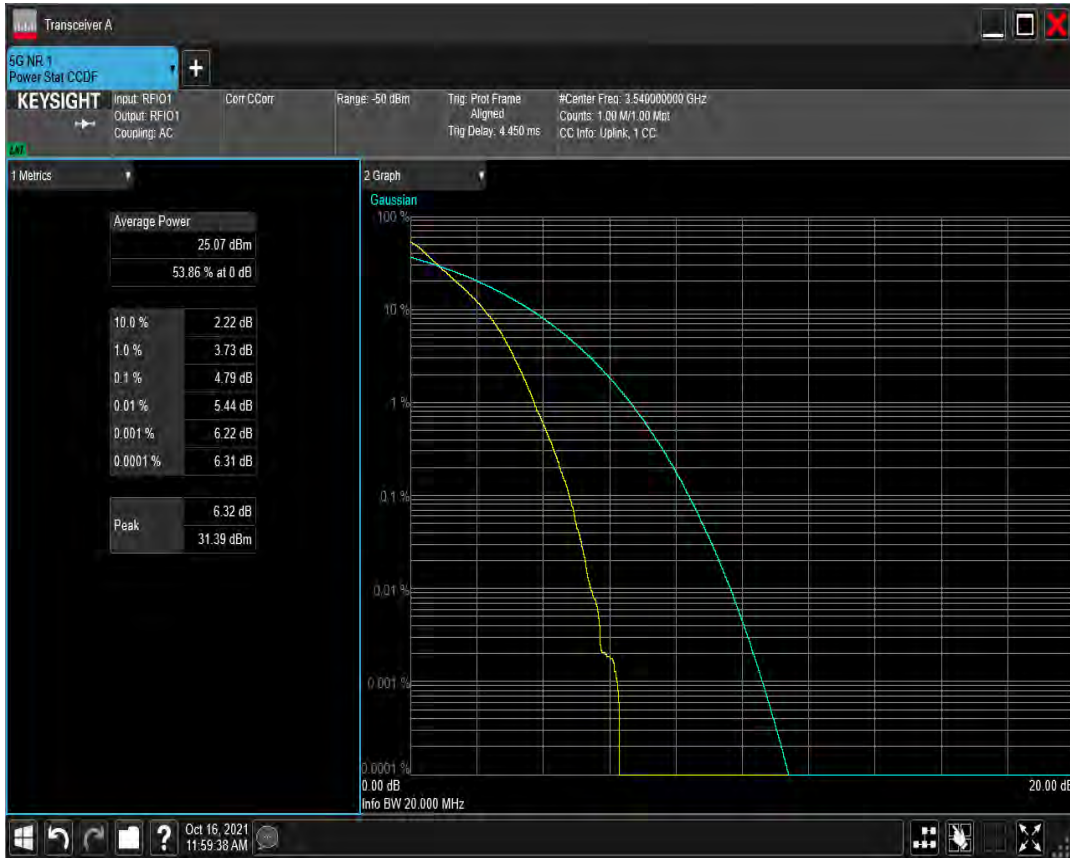 Transceiver A
5G NR 1
Power Stat CCDF
+
KEYSIGHT
Input: RFIO1
Output: RFIO1
Coupling: AC
Corr CCorr
Range: -50 dBm
Trig: Prot Frame
Aligned
Trig Delay: 4.450 ms
#Center Freq: 3.540000000 GHz
Counts: 1.00 M/1.00 Mpt
CC Info: Uplink, 1 CC
LXI
1 Metrics
Average Power
25.07 dBm
53.86 % at 0 dB
10.0 % 2.22 dB
1.0 % 3.73 dB
0.1 % 4.79 dB
0.01 % 5.44 dB
0.001 % 6.22 dB
0.0001 % 6.31 dB
Peak
6.32 dB
31.39 dBm
2 Graph
Gaussian
100 %
10 %
1 %
0.1 %
0.01 %
0.001 %
0.0001 %
0.00 dB
20.00 dB
Info BW 20.000 MHz
?
Oct 16, 2021
11:59:38 AM